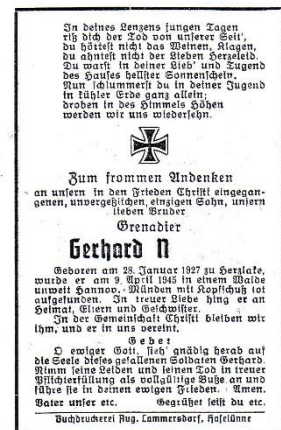 In deines Lenzens jungen Tagen
riß dich der Tod von unserer Seit',
du hörtest nicht das Weinen, Klagen,
du ahntest nicht der Lieben Herzeleid.
Du warst in deiner Lieb' und Tugend
des Hauses hellster Sonnenschein.
Nun schlummerst du in deiner Jugend
in kühler Erde ganz allein;
droben in des Himmels Höhen
werden wir uns wiedersehn.
Zum frommen Andenken
an unsern in den Frieden Christi eingegan-
genen, unvergeßlichen, einzigen Sohn, unsern
lieben Bruder
Grenadier
Gerhard N
Geboren am 28. Januar 1927 zu Herzlake,
wurde er am 9. April 1945 in einem Walde
unweit Hannov.-Münden mit Kopfschuß tot
aufgefunden. In treuer Liebe hing er an
Heimat, Eltern und Geschwister.
In der Gemeinschaft Christi bleiben wir
ihm, und er in uns vereint.
Gebet
O ewiger Gott, sieh' gnädig herab auf
die Seele dieses gefallenen Soldaten Gerhard.
Nimm seine Leiden und seinen Tod in treuer
Pflichterfüllung als vollgültige Buße an und
führe sie in deinen ewigen Frieden. Amen.
Vater unser etc. Gegrüßet seist du etc.
Buchdruckerei Aug. Lammersdorf, Haselünne